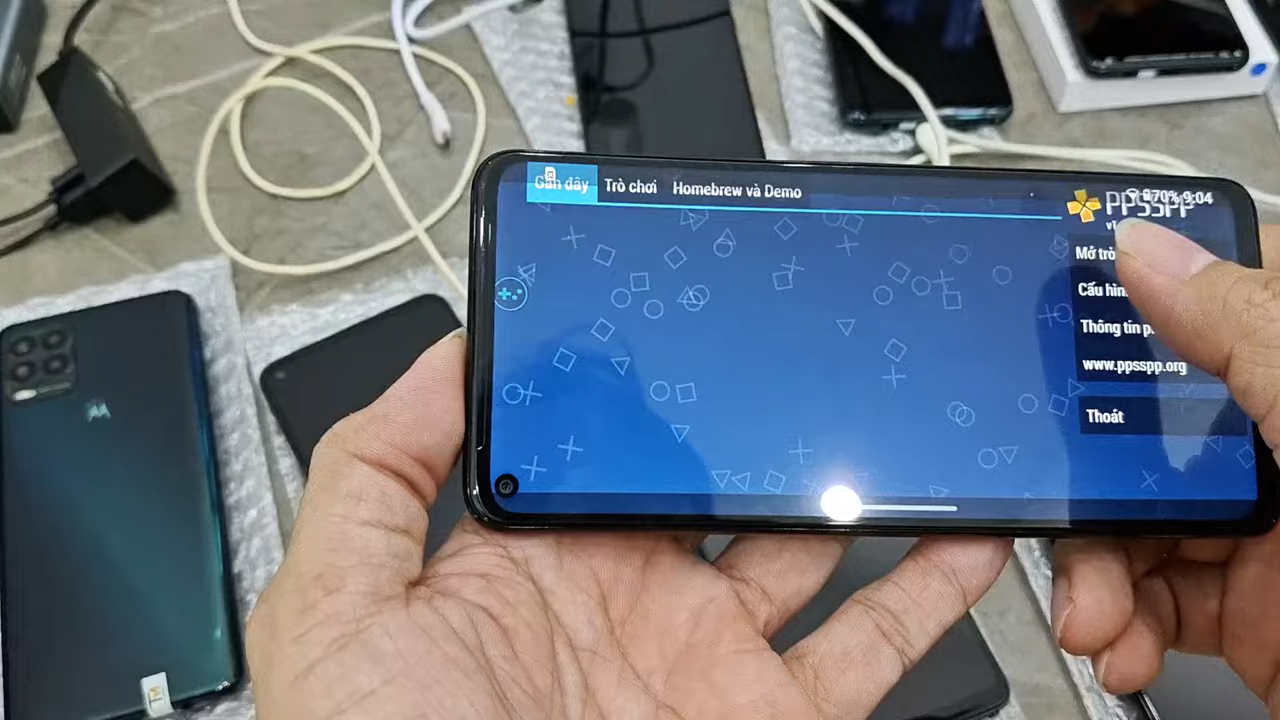 Gần đây Trò chơi Homebrew và Demo
70% 9:04
PPSSPP
Mở trò
Cấu hìn
Thông tin p
www.ppsspp.org
Thoát